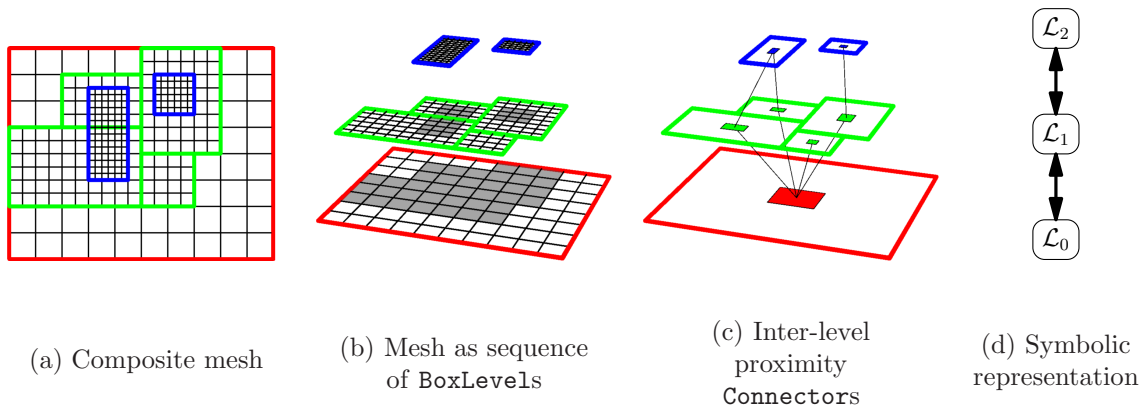 ℒ₂
ℒ₁
ℒ₀
(a) Composite mesh
(b) Mesh as sequence
of BoxLevels
(c) Inter-level
proximity
Connectors
(d) Symbolic
representation